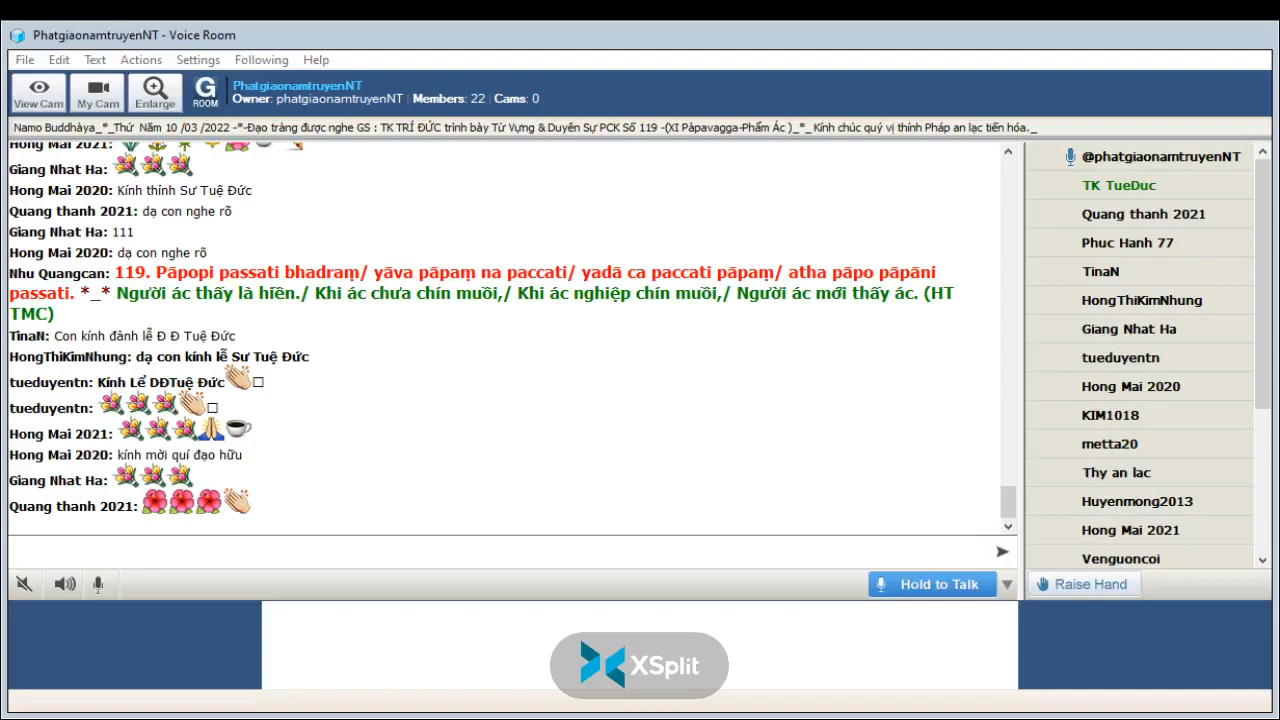 PhatgiaonamtruyenNT - Voice Room
File Edit Text Actions Settings Following Help
View Cam My Cam Enlarge G ROOM
PhatgiaonamtruyenNT
Owner: phatgiaonamtruyenNT | Members: 22 | Cams: 0
Namo Buddhàya_*_Thứ Năm 10 /03 /2022 -*-Đạo tràng được nghe GS : TK TRÍ ĐỨC trình bày Từ Vựng & Duyên Sự PCK Số 119 -(XI Pàpavagga-Phẩm Ác )_*_ Kính chúc quý vị thính Pháp an lạc tiến hóa._
Hong Mai 2021:
Giang Nhat Ha:
Hong Mai 2020: Kính thỉnh Sư Tuệ Đức
Quang thanh 2021: dạ con nghe rõ
Giang Nhat Ha: 111
Hong Mai 2020: dạ con nghe rõ
Nhu Quangcan: 119. Pāpopi passati bhadraṃ/ yāva pāpaṃ na paccati/ yadā ca paccati pāpaṃ/ atha pāpo pāpāni
passati. *_* Người ác thấy là hiền./ Khi ác chưa chín muồi,/ Khi ác nghiệp chín muồi,/ Người ác mới thấy ác. (HT
TMC)
TinaN: Con kính đảnh lễ Đ Đ Tuệ Đức
HongThiKimNhung: dạ con kính lễ Sư Tuệ Đức
tueduyentn: Kính Lể DĐTuệ Đức
tueduyentn:
Hong Mai 2021:
Hong Mai 2020: kính mời quí đạo hữu
Giang Nhat Ha:
Quang thanh 2021:
@phatgiaonamtruyenNT
TK TueDuc
Quang thanh 2021
Phuc Hanh 77
TinaN
HongThiKimNhung
Giang Nhat Ha
tueduyentn
Hong Mai 2020
KIM1018
metta20
Thy an lac
Huyenmong2013
Hong Mai 2021
Venguoncoi
Hold to Talk
Raise Hand
XSplit